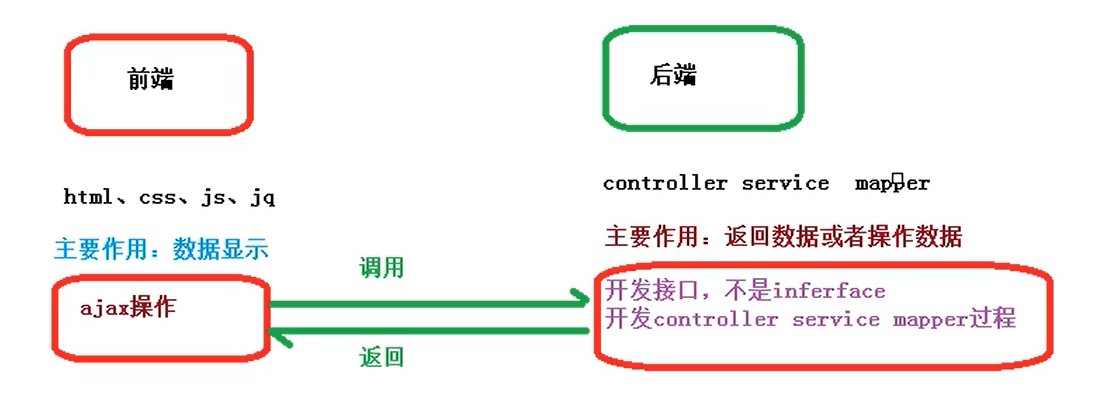 前端
后端
html、css、js、jq
controller service mapper
主要作用：数据显示
主要作用：返回数据或者操作数据
ajax操作
调用
返回
开发接口，不是inferface
开发controller service mapper过程